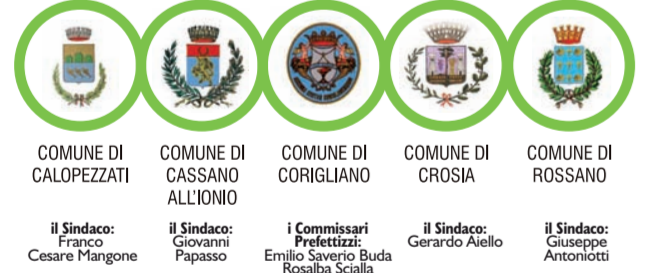 COMUNE DI
CALOPEZZATI
il Sindaco:
Franco
Cesare Mangone
COMUNE DI
CASSANO
ALL'IONIO
il Sindaco:
Giovanni
Papasso
COMUNE DI
CORIGLIANO
i Commissari
Prefettizi:
Emilio Saverio Buda
Rosalba Scialla
COMUNE DI
CROSIA
il Sindaco:
Gerardo Aiello
COMUNE DI
ROSSANO
il Sindaco:
Giuseppe
Antoniotti